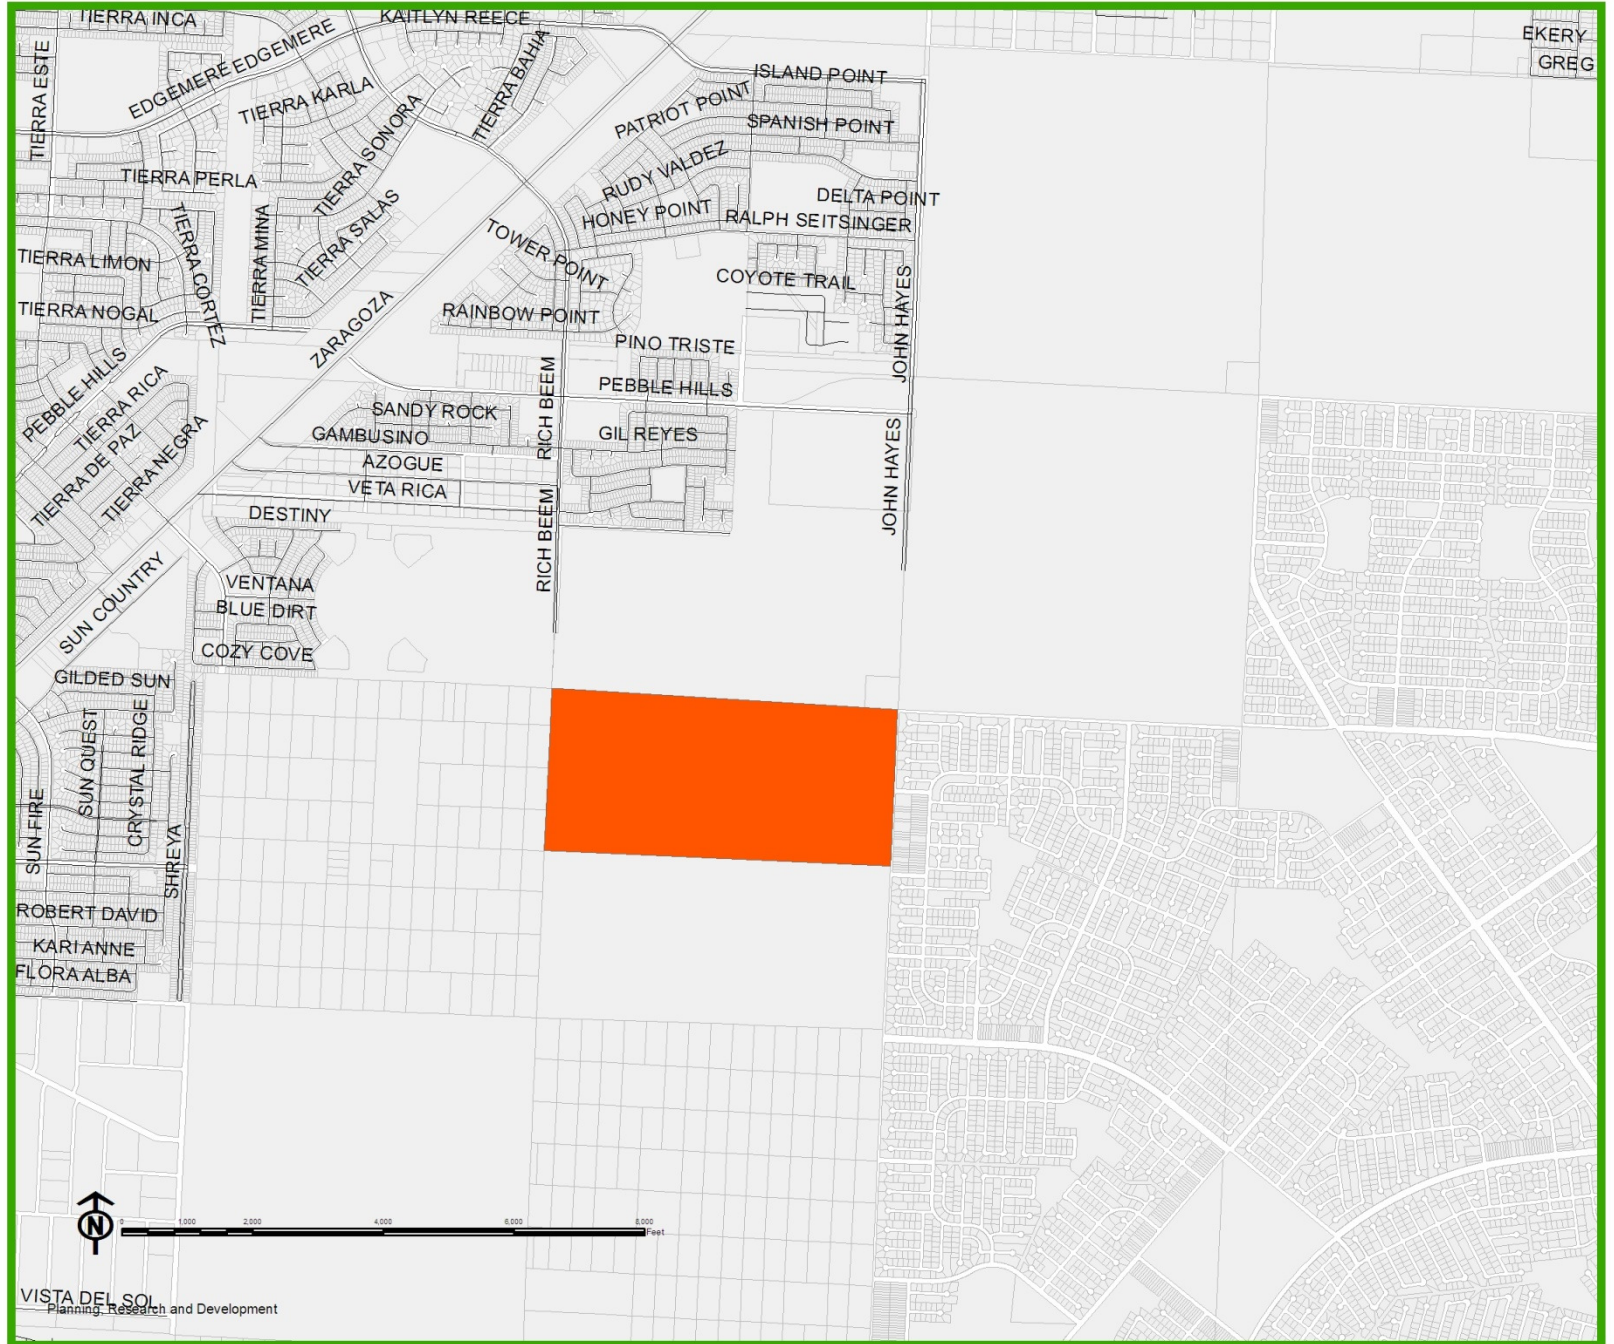 TIERRA INCA
KAITLYN REECE
EKERY
GREG
EDGEMERE
EDGEMERE
TIERRA ESTE
TIERRA KARLA
TIERRA BAHIA
ISLAND POINT
PATRIOT POINT
SPANISH POINT
TIERRA SONORA
TIERRA PERLA
RUDY VALDEZ
DELTA POINT
HONEY POINT
RALPH SEITSINGER
TIERRA CORTEZ
TIERRA MINA
TIERRA SALAS
TOWER POINT
TIERRA LIMON
COYOTE TRAIL
TIERRA NOGAL
ZARAGOZA
RAINBOW POINT
JOHN HAYES
PINO TRISTE
PEBBLE HILLS
PEBBLE HILLS
TIERRA RICA
RICH BEEM
SANDY ROCK
GAMBUSINO
GIL REYES
TIERRA DE PAZ
TIERRA NEGRA
AZOGUE
VETA RICA
JOHN HAYES
DESTINY
RICH BEEM
SUN COUNTRY
VENTANA
BLUE DIRT
COZY COVE
GILDED SUN
SUN QUEST
CRYSTAL RIDGE
SUN FIRE
SHREYA
ROBERT DAVID
KARI ANNE
FLORA ALBA
N
0 1,000 2,000 4,000 6,000 8,000
Feet
VISTA DEL SOL
Planning, Research and Development